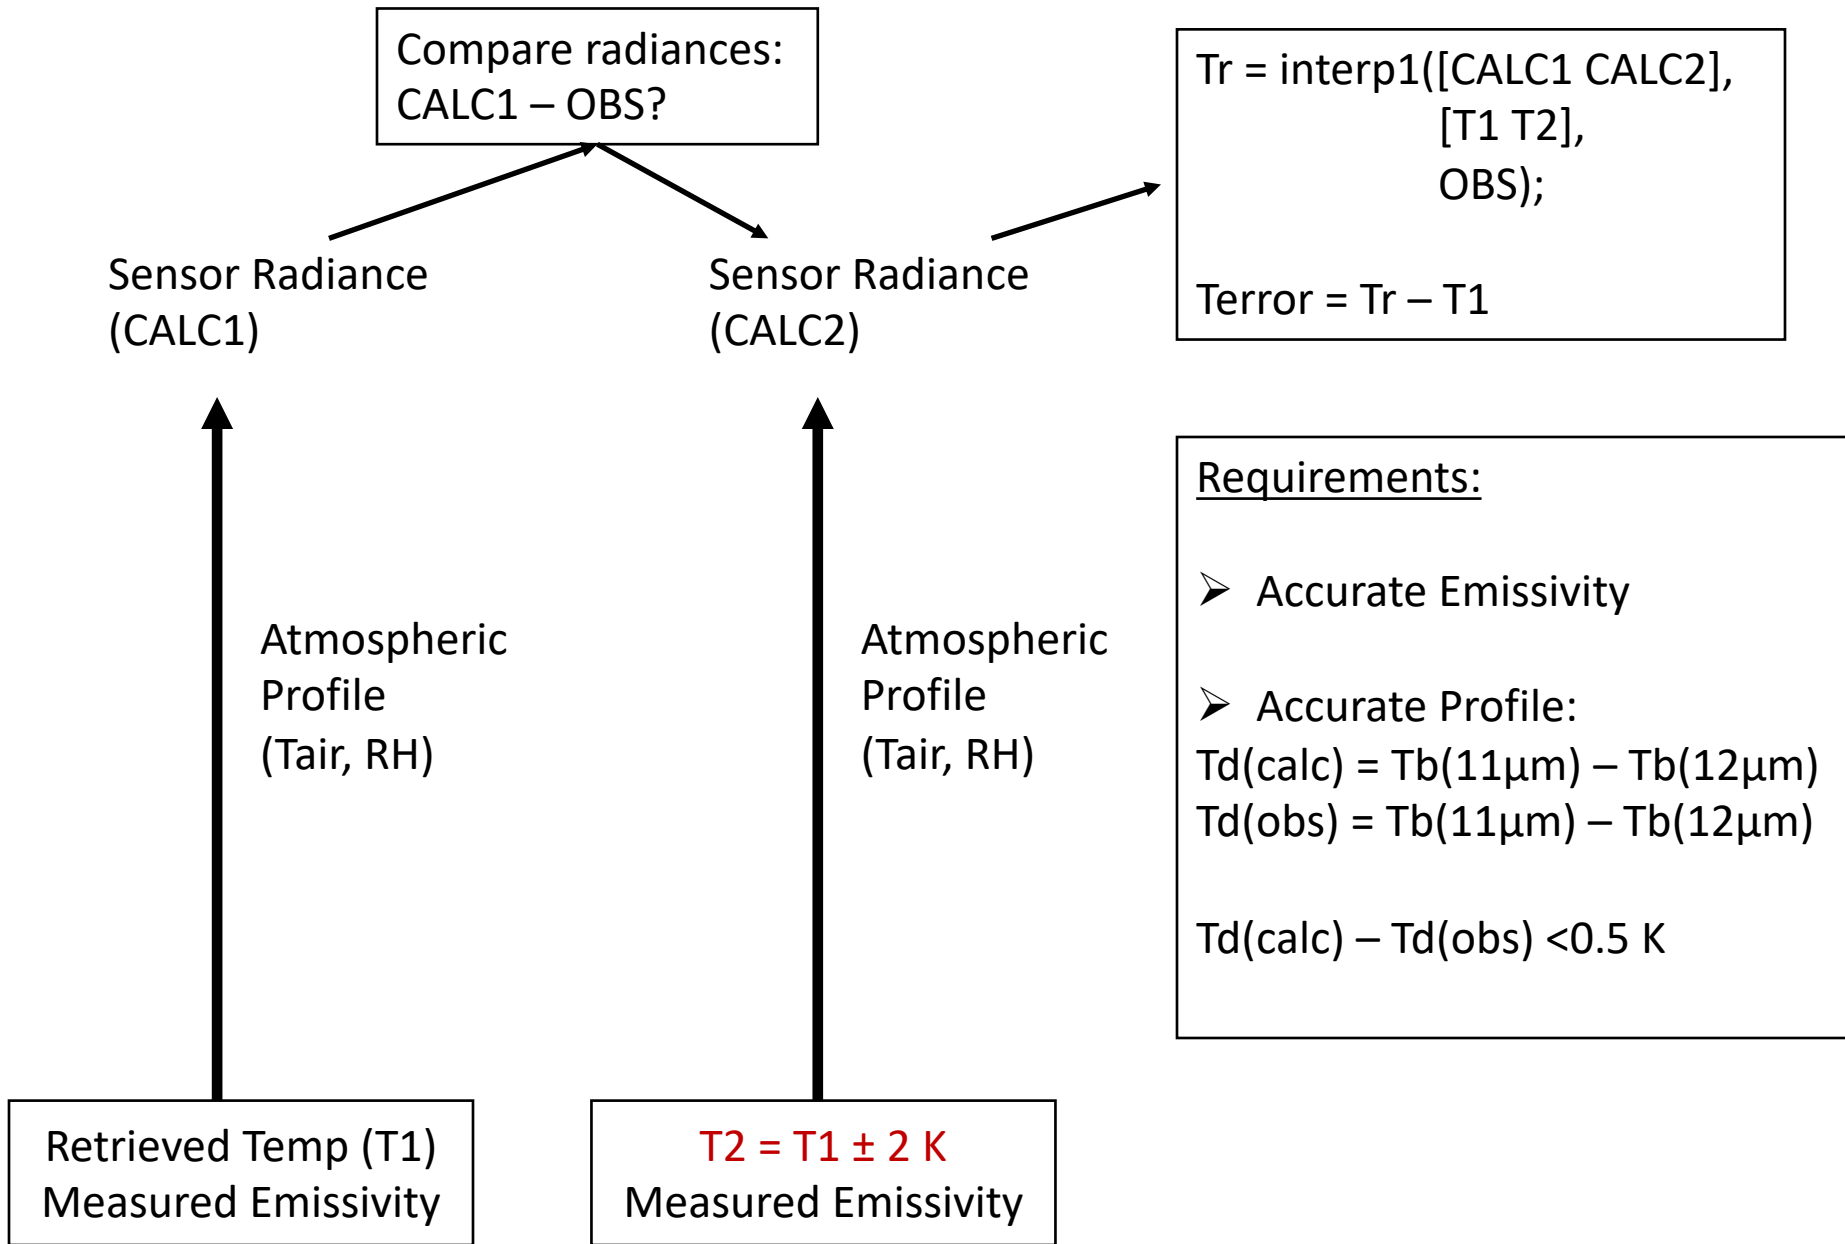 Compare radiances:
CALC1 – OBS?
Tr = interp1([CALC1 CALC2],
[T1 T2],
OBS);
Terror = Tr – T1
Sensor Radiance
(CALC1)
Sensor Radiance
(CALC2)
Atmospheric
Profile
(Tair, RH)
Atmospheric
Profile
(Tair, RH)
Requirements:
➢ Accurate Emissivity
➢ Accurate Profile:
Td(calc) = Tb(11µm) – Tb(12µm)
Td(obs) = Tb(11µm) – Tb(12µm)
Td(calc) – Td(obs) <0.5 K
Retrieved Temp (T1)
Measured Emissivity
T2 = T1 ± 2 K
Measured Emissivity